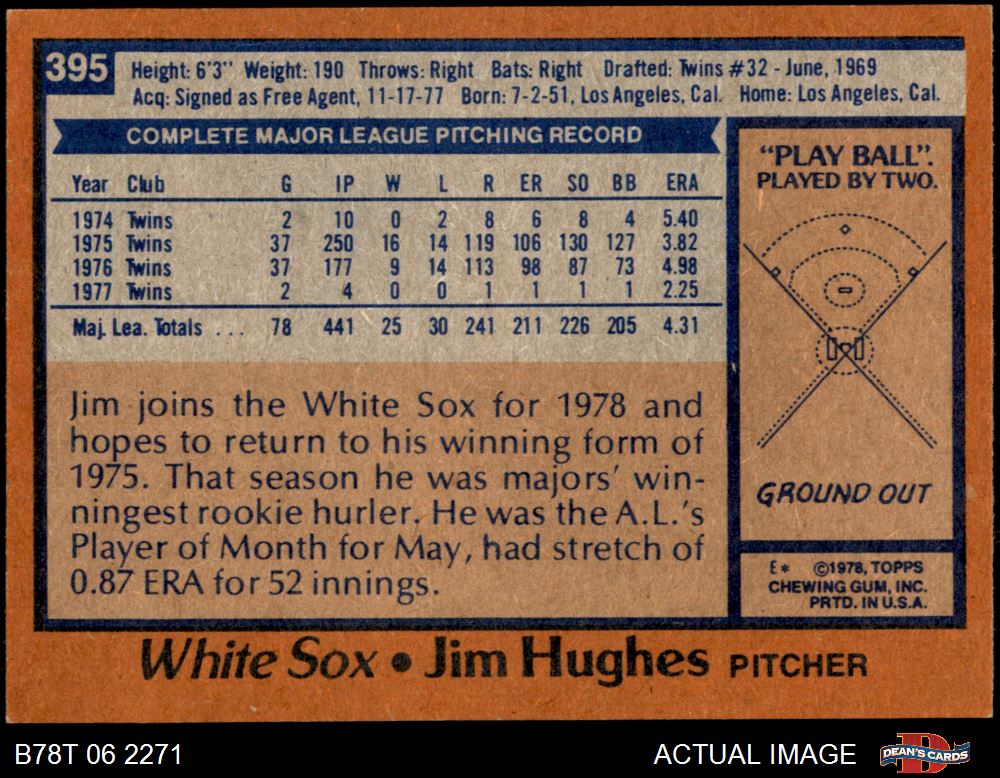 395
Height: 6'3" Weight: 190 Throws: Right Bats: Right Drafted: Twins #32 - June, 1969
Acq: Signed as Free Agent, 11-17-77 Born: 7-2-51, Los Angeles, Cal. Home: Los Angeles, Cal.
COMPLETE MAJOR LEAGUE PITCHING RECORD
Year Club G IP W L R ER SO BB ERA
1974 Twins 2 10 0 2 8 6 8 4 5.40
1975 Twins 37 250 16 14 119 106 130 127 3.82
1976 Twins 37 177 9 14 113 98 87 73 4.98
1977 Twins 2 4 0 0 1 1 1 1 2.25
Maj. Lea. Totals ... 78 441 25 30 241 211 226 205 4.31
Jim joins the White Sox for 1978 and
hopes to return to his winning form of
1975. That season he was majors' win-
ningest rookie hurler. He was the A.L.'s
Player of Month for May, had stretch of
0.87 ERA for 52 innings.
"PLAY BALL".
PLAYED BY TWO.
GROUND OUT
E* ©1978, TOPPS
CHEWING GUM, INC.
PRTD. IN U.S.A.
White Sox • Jim Hughes PITCHER
B78T 06 2271
ACTUAL IMAGE
D
DEAN'S CARDS